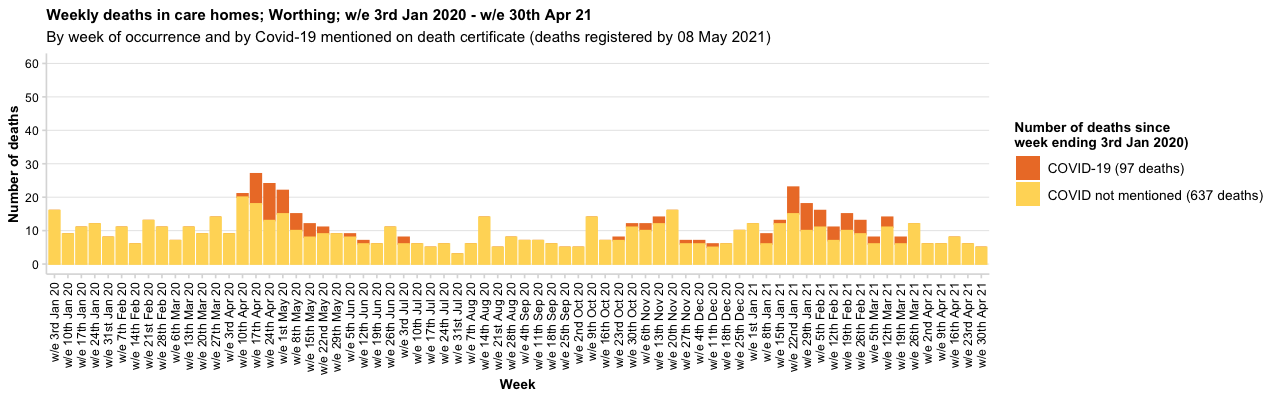 Weekly deaths in care homes; Worthing; w/e 3rd Jan 2020 - w/e 30th Apr 21
By week of occurrence and by Covid-19 mentioned on death certificate (deaths registered by 08 May 2021)
Number of deaths
60
50
40
30
20
10
0
w/e 3rd Jan 20
w/e 10th Jan 20
w/e 17th Jan 20
w/e 24th Jan 20
w/e 31st Jan 20
w/e 7th Feb 20
w/e 14th Feb 20
w/e 21st Feb 20
w/e 28th Feb 20
w/e 6th Mar 20
w/e 13th Mar 20
w/e 20th Mar 20
w/e 27th Mar 20
w/e 3rd Apr 20
w/e 10th Apr 20
w/e 17th Apr 20
w/e 24th Apr 20
w/e 1st May 20
w/e 8th May 20
w/e 15th May 20
w/e 22nd May 20
w/e 29th May 20
w/e 5th Jun 20
w/e 12th Jun 20
w/e 19th Jun 20
w/e 26th Jun 20
w/e 3rd Jul 20
w/e 10th Jul 20
w/e 17th Jul 20
w/e 24th Jul 20
w/e 31st Jul 20
w/e 7th Aug 20
w/e 14th Aug 20
w/e 21st Aug 20
w/e 28th Aug 20
w/e 4th Sep 20
w/e 11th Sep 20
w/e 18th Sep 20
w/e 25th Sep 20
w/e 2nd Oct 20
w/e 9th Oct 20
w/e 16th Oct 20
w/e 23rd Oct 20
w/e 30th Oct 20
w/e 6th Nov 20
w/e 13th Nov 20
w/e 20th Nov 20
w/e 27th Nov 20
w/e 4th Dec 20
w/e 11th Dec 20
w/e 18th Dec 20
w/e 25th Dec 20
w/e 1st Jan 21
w/e 8th Jan 21
w/e 15th Jan 21
w/e 22nd Jan 21
w/e 29th Jan 21
w/e 5th Feb 21
w/e 12th Feb 21
w/e 19th Feb 21
w/e 26th Feb 21
w/e 5th Mar 21
w/e 12th Mar 21
w/e 19th Mar 21
w/e 26th Mar 21
w/e 2nd Apr 21
w/e 9th Apr 21
w/e 16th Apr 21
w/e 23rd Apr 21
w/e 30th Apr 21
Week
Number of deaths since
week ending 3rd Jan 2020)
COVID-19 (97 deaths)
COVID not mentioned (637 deaths)